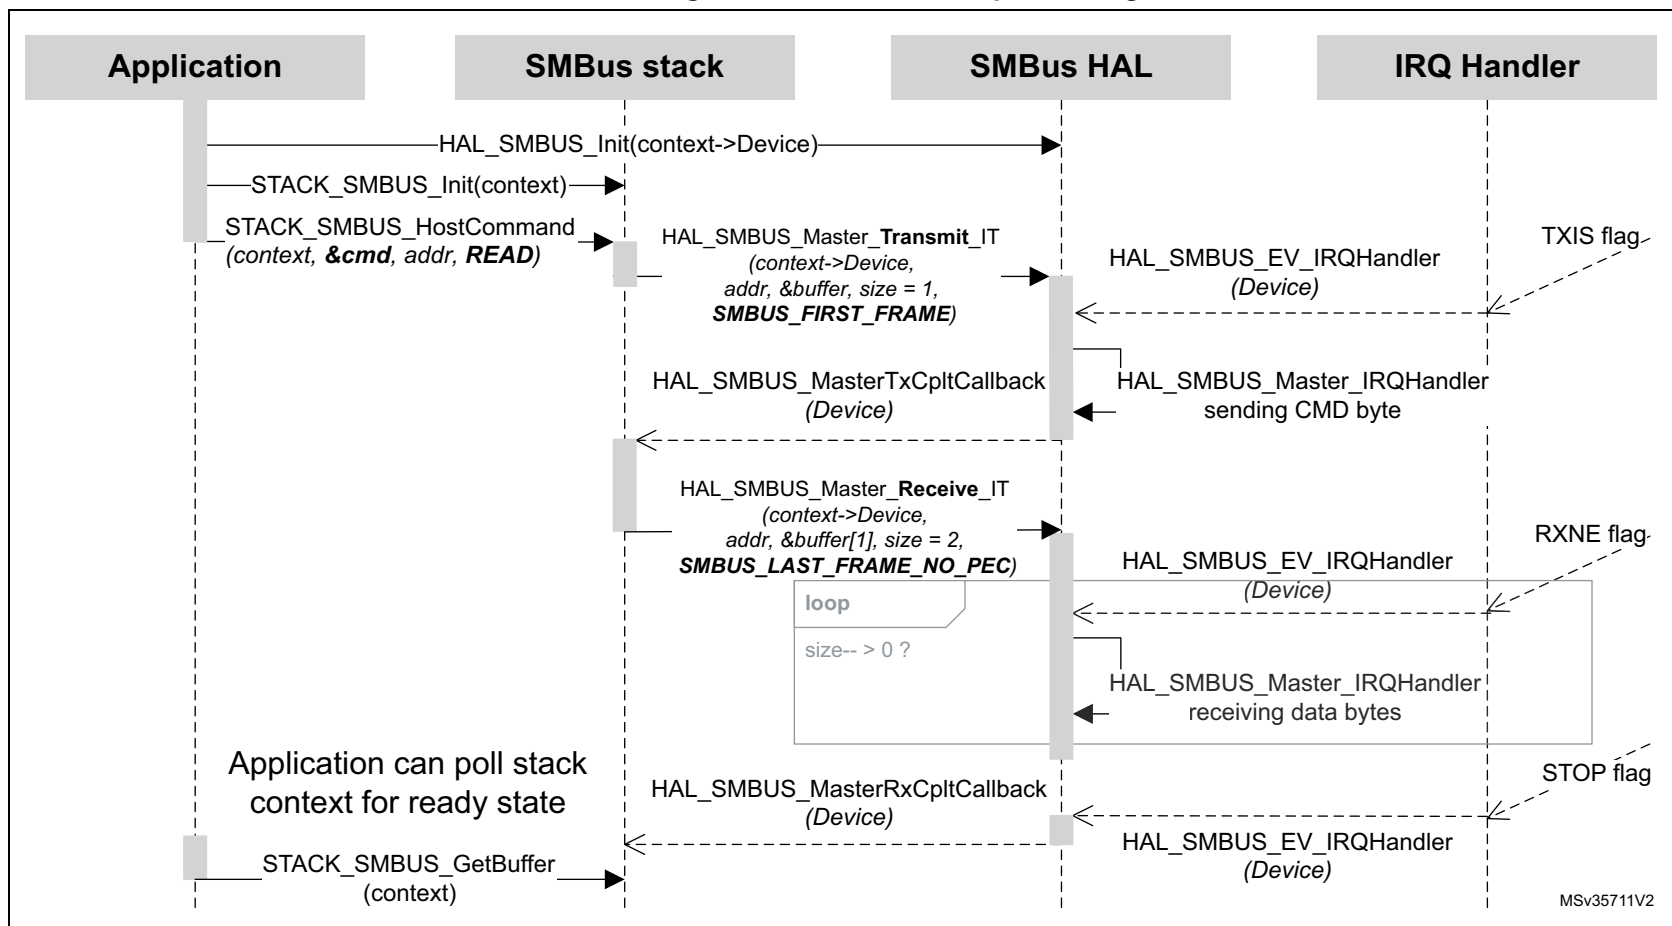 Application
SMBus stack
SMBus HAL
IRQ Handler
HAL_SMBUS_Init(context->Device)
STACK_SMBUS_Init(context)
STACK_SMBUS_HostCommand
(context, &cmd, addr, READ)
HAL_SMBUS_Master_Transmit_IT
(context->Device,
addr, &buffer, size = 1,
SMBUS_FIRST_FRAME)
TXIS flag
HAL_SMBUS_EV_IRQHandler
(Device)
HAL_SMBUS_Master_IRQHandler
sending CMD byte
HAL_SMBUS_MasterTxCpltCallback
(Device)
HAL_SMBUS_Master_Receive_IT
(context->Device,
addr, &buffer[1], size = 2,
SMBUS_LAST_FRAME_NO_PEC)
RXNE flag
HAL_SMBUS_EV_IRQHandler
(Device)
loop
size-- > 0 ?
HAL_SMBUS_Master_IRQHandler
receiving data bytes
Application can poll stack
context for ready state
STOP flag
HAL_SMBUS_MasterRxCpltCallback
(Device)
HAL_SMBUS_EV_IRQHandler
(Device)
STACK_SMBUS_GetBuffer
(context)
MSv35711V2